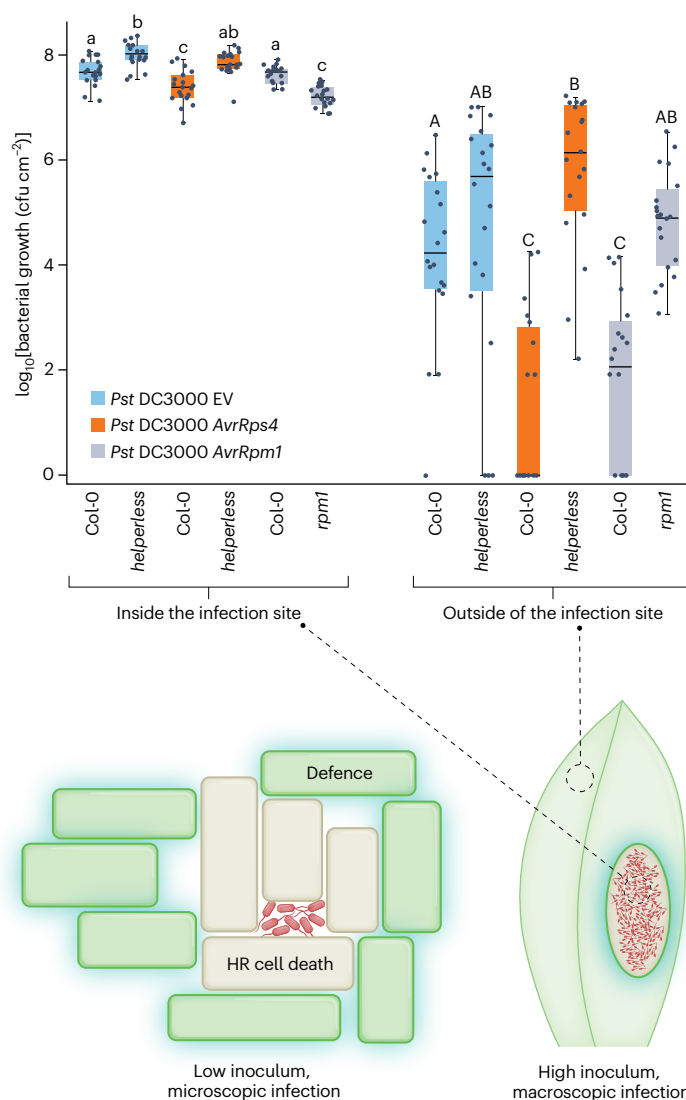 log10[bacterial growth (cfu cm−2)]
8
6
4
2
0
a
b
c
ab
a
c
A
AB
C
B
C
AB
Pst DC3000 EV
Pst DC3000 AvrRps4
Pst DC3000 AvrRpm1
Col-0
helperless
Col-0
helperless
Col-0
rpm1
Col-0
helperless
Col-0
helperless
Col-0
rpm1
Inside the infection site
Outside of the infection site
Defence
HR cell death
Low inoculum,
microscopic infection
High inoculum,
macroscopic infection